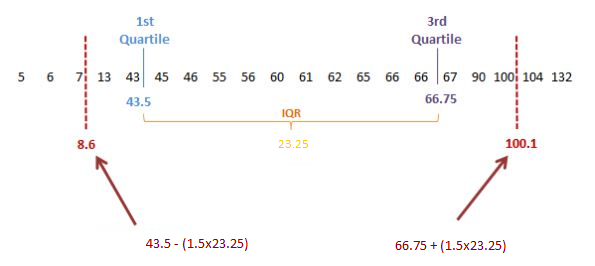 1st
Quartile
3rd
Quartile
5 6 7 13 43 45 46 55 56 60 61 62 65 66 66 67 90 100 104 132
43.5
66.75
IQR
23.25
8.6
100.1
43.5 - (1.5x23.25)
66.75 + (1.5x23.25)